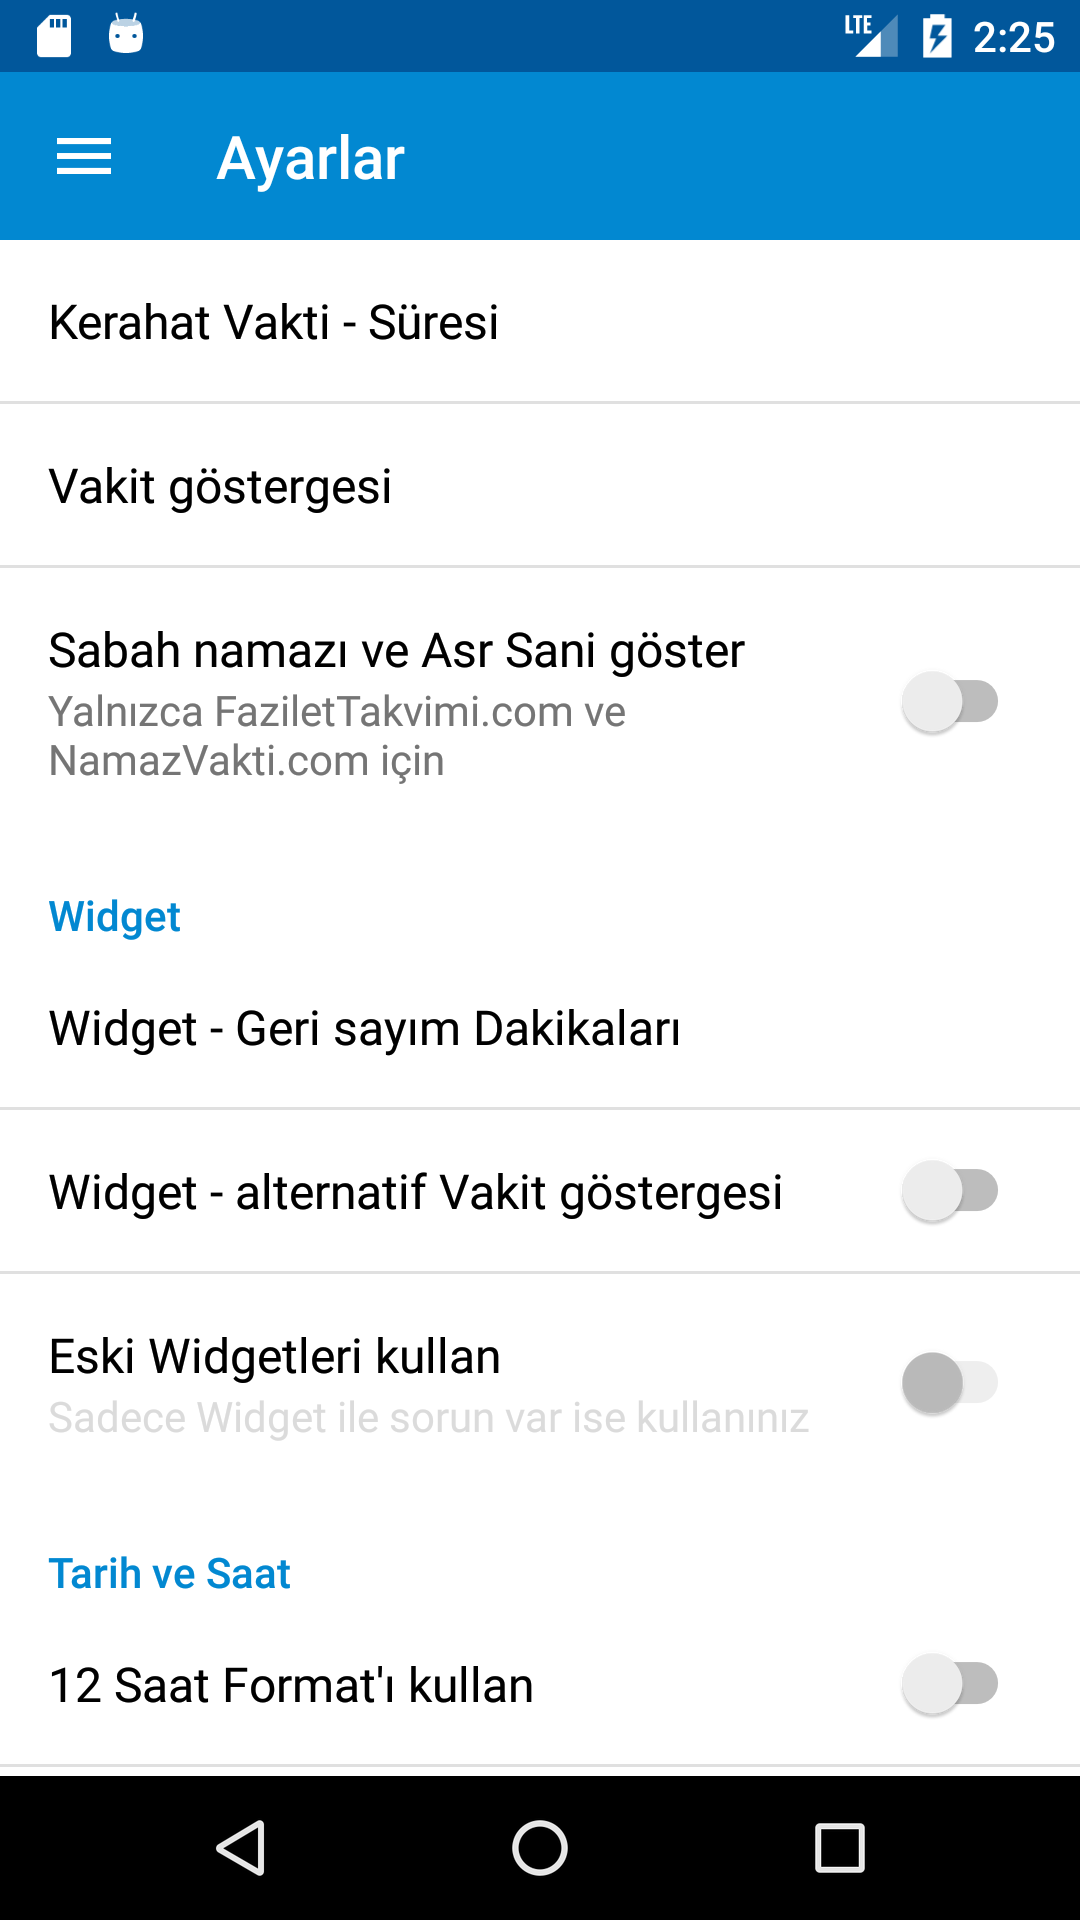 LTE 2:25
Ayarlar
Kerahat Vakti - Süresi
Vakit göstergesi
Sabah namazı ve Asr Sani göster
Yalnızca FaziletTakvimi.com ve
NamazVakti.com için
Widget
Widget - Geri sayım Dakikaları
Widget - alternatif Vakit göstergesi
Eski Widgetleri kullan
Sadece Widget ile sorun var ise kullanınız
Tarih ve Saat
12 Saat Format'ı kullan